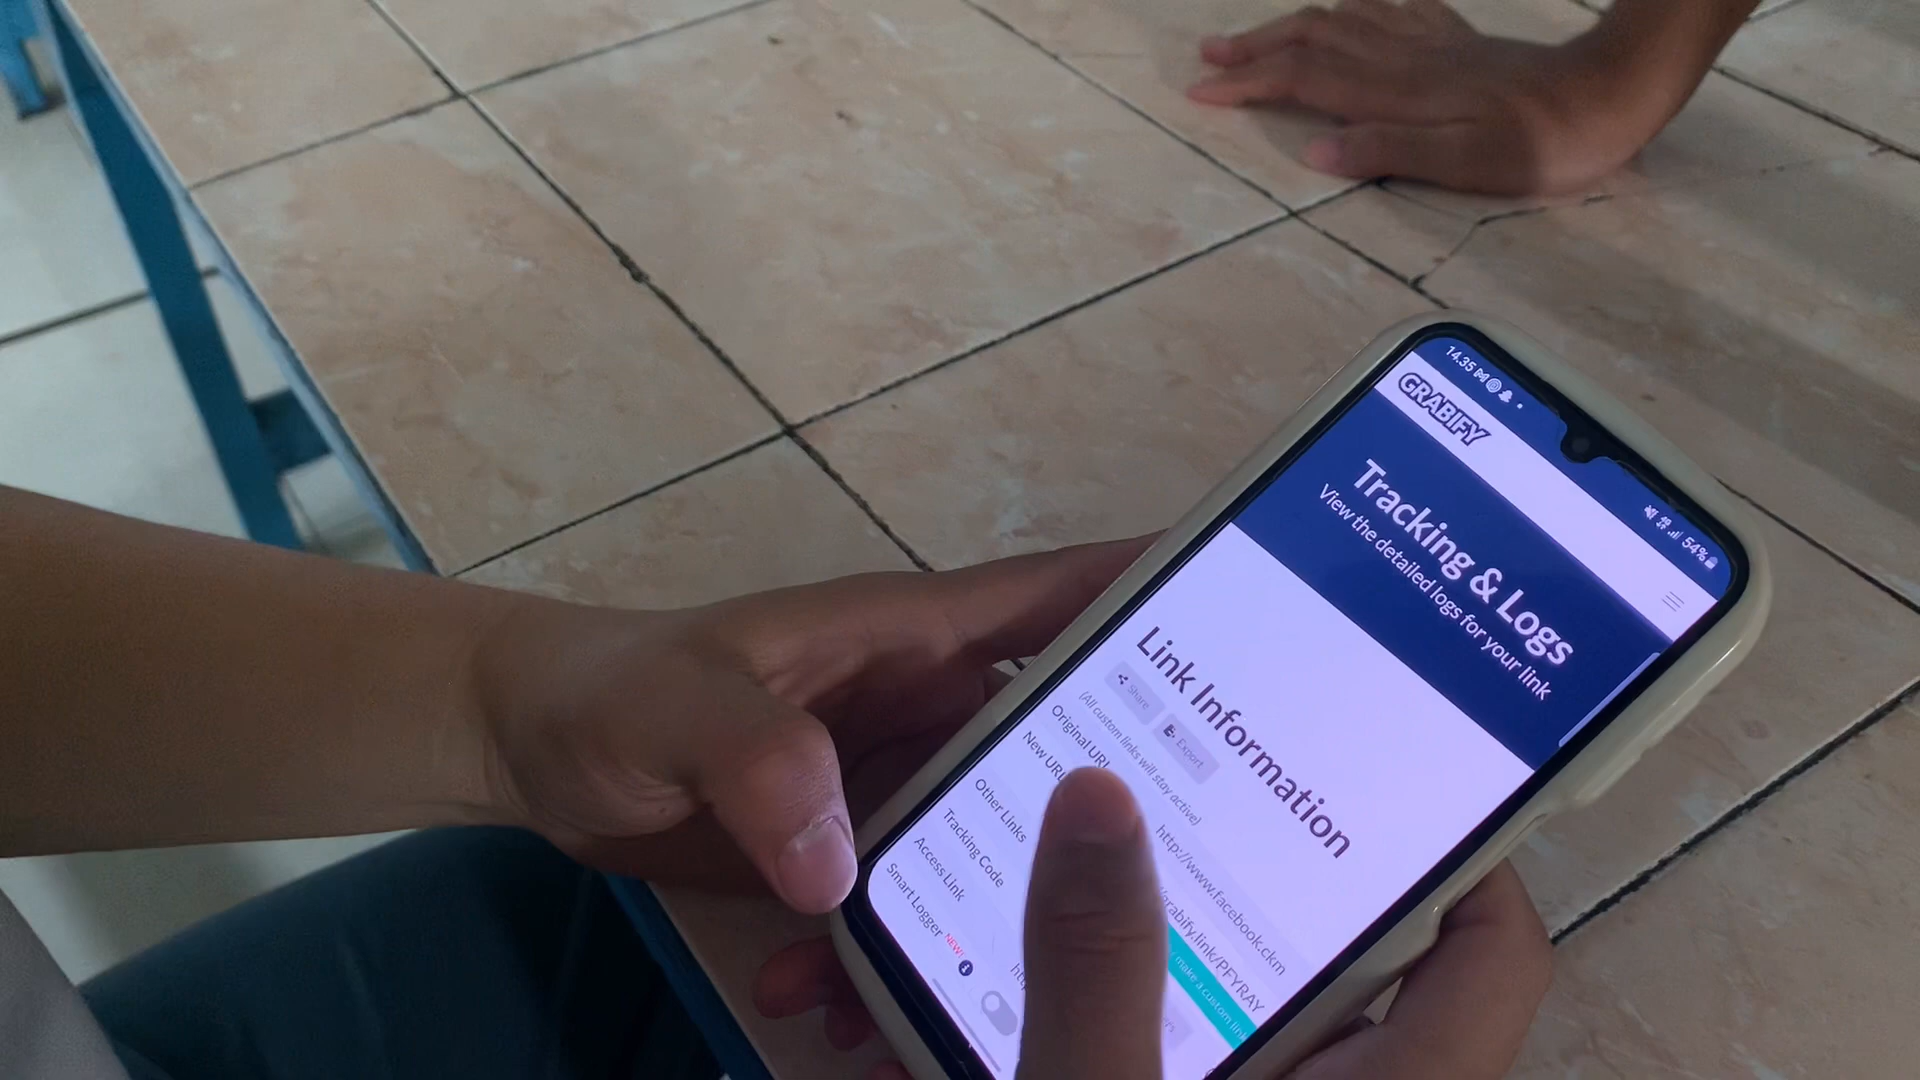 14.35
54%
GRABIFY
Tracking & Logs
View the detailed logs for your link
Link Information
Share
Export
(All custom links will stay active)
Original URL
http://www.facebook.ckm
New URL
grabify.link/PFYRAY
make a custom link
Other Links
Tracking Code
Access Link
Smart Logger NEW!